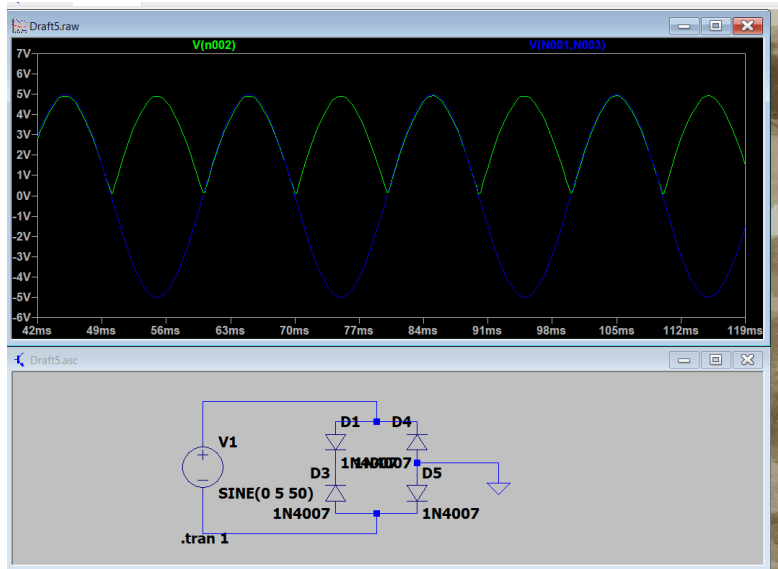 Draft5.raw
V(n002) V(N001,N003)
7V
6V
5V
4V
3V
2V
1V
0V
-1V
-2V
-3V
-4V
-5V
-6V
42ms 49ms 56ms 63ms 70ms 77ms 84ms 91ms 98ms 105ms 112ms 119ms
Draft5.asc
D1 D4
V1
D3 D5
SINE(0 5 50)
1N4007 1N4007
.tran 1